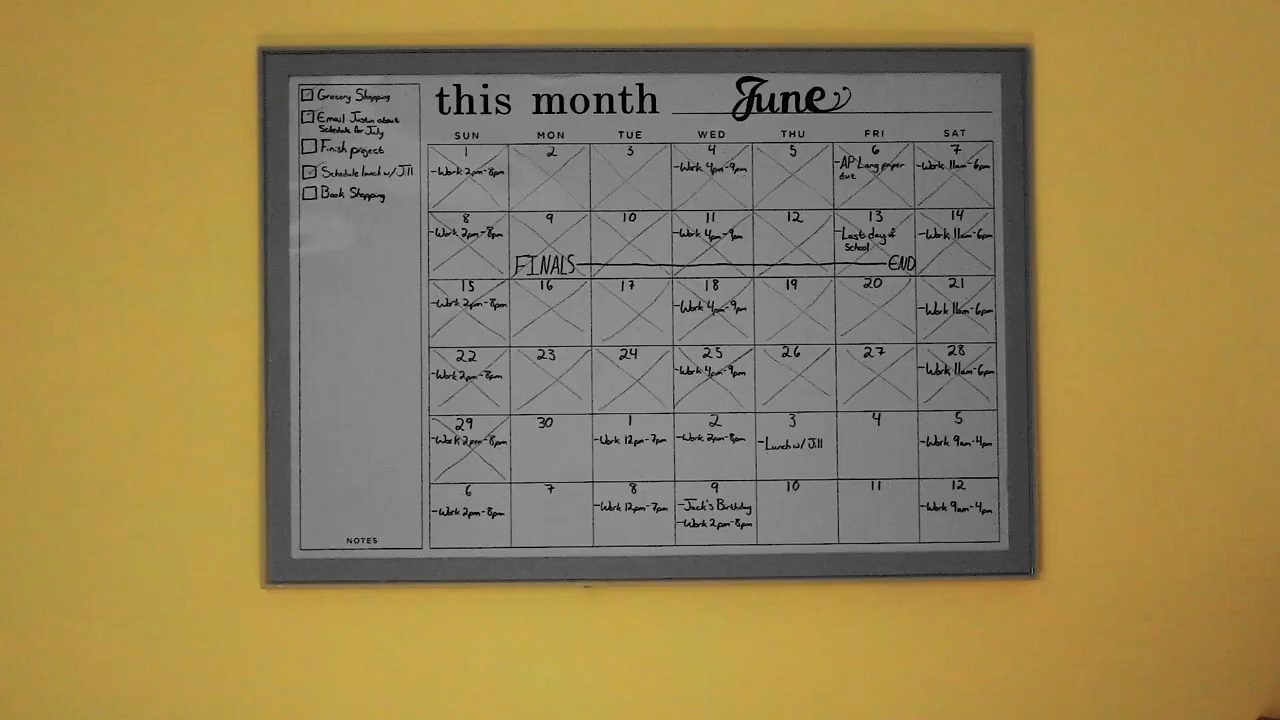 this month June
Grocery Shopping
Email Justin about
Schedule for July
Finish project
Schedule lunch w/ Jill
Book Shopping
NOTES
SUN MON TUE WED THU FRI SAT
1 2 3 4 5 6 7
-Work 2pm-8pm
-Work 4pm-9pm
-AP Lang paper
due
-Work 11am-6pm
8 9 10 11 12 13 14
-Work 2pm-8pm
-Work 4pm-9pm
-Last day of
School
-Work 11am-6pm
FINALS END
15 16 17 18 19 20 21
-Work 2pm-8pm
-Work 4pm-9pm
-Work 11am-6pm
22 23 24 25 26 27 28
-Work 2pm-8pm
-Work 4pm-9pm
-Work 11am-6pm
29 30 1 2 3 4 5
-Work 2pm-8pm
-Work 12pm-7pm
-Work 2pm-8pm
-Lunch w/ Jill
-Work 9am-4pm
6 7 8 9 10 11 12
-Work 2pm-8pm
-Work 12pm-7pm
-Jack's Birthday
-Work 2pm-8pm
-Work 9am-4pm